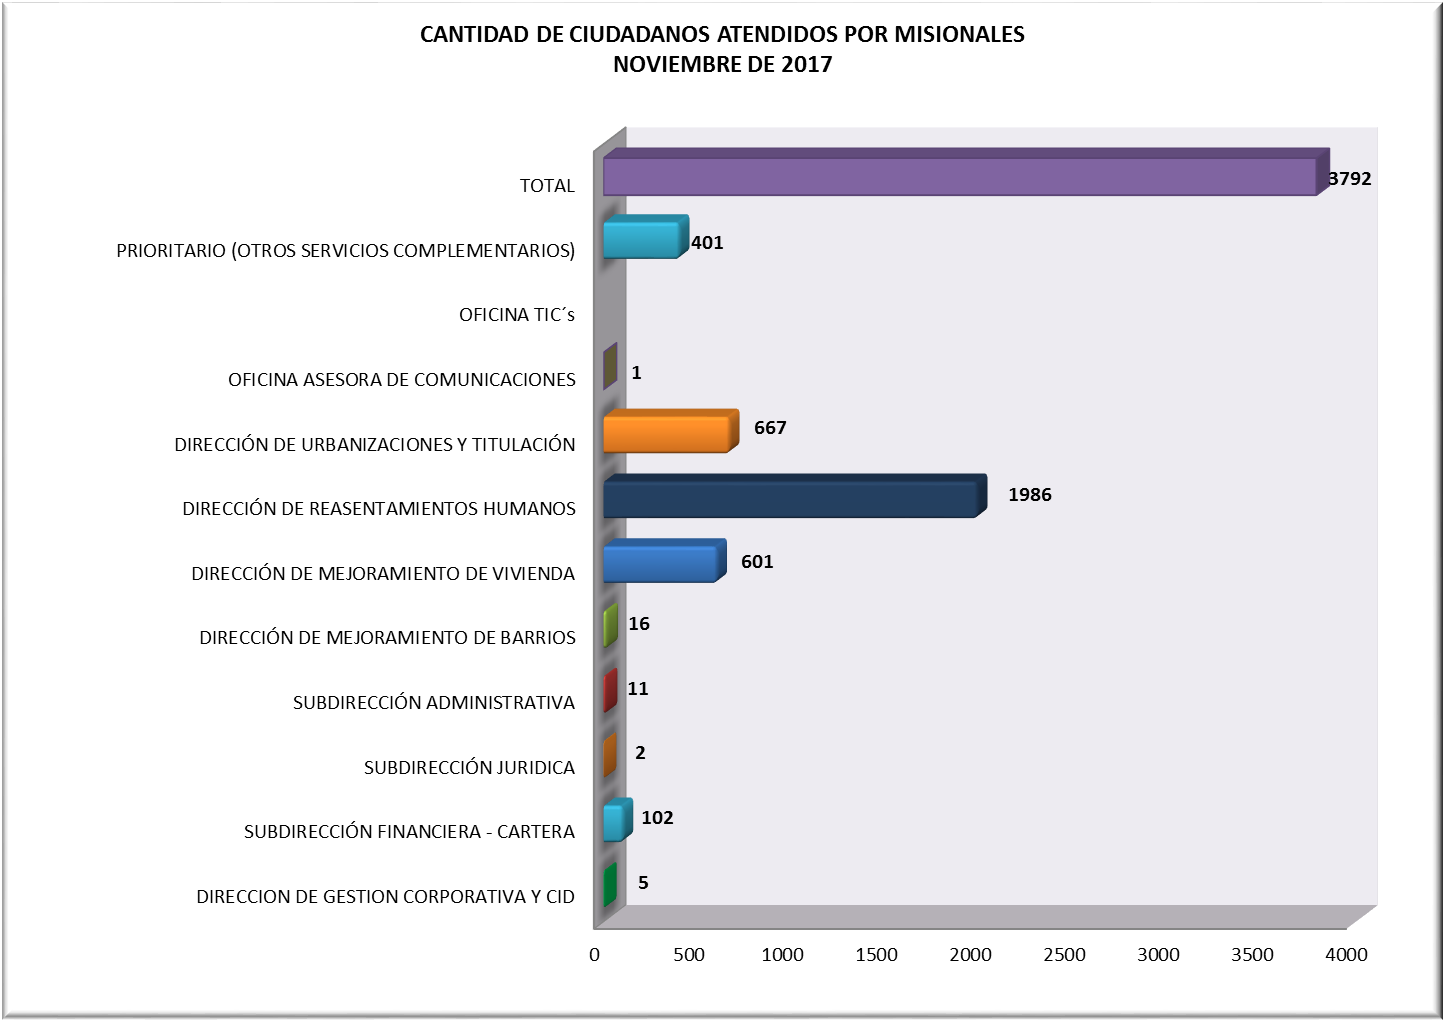 CANTIDAD DE CIUDADANOS ATENDIDOS POR MISIONALES
NOVIEMBRE DE 2017
TOTAL 3792
PRIORITARIO (OTROS SERVICIOS COMPLEMENTARIOS) 401
OFICINA TIC´s
OFICINA ASESORA DE COMUNICACIONES 1
DIRECCIÓN DE URBANIZACIONES Y TITULACIÓN 667
DIRECCIÓN DE REASENTAMIENTOS HUMANOS 1986
DIRECCIÓN DE MEJORAMIENTO DE VIVIENDA 601
DIRECCIÓN DE MEJORAMIENTO DE BARRIOS 16
SUBDIRECCIÓN ADMINISTRATIVA 11
SUBDIRECCIÓN JURIDICA 2
SUBDIRECCIÓN FINANCIERA - CARTERA 102
DIRECCION DE GESTION CORPORATIVA Y CID 5
0 500 1000 1500 2000 2500 3000 3500 4000